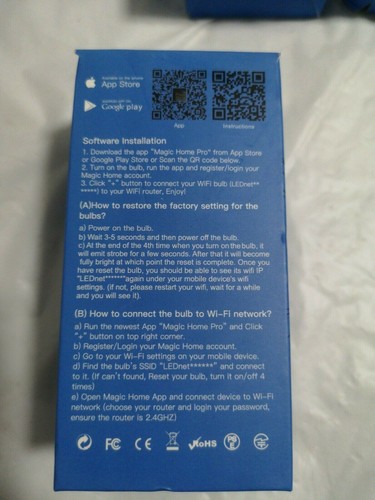 Available on the iphone
App Store
Google play
App
Instructions
Software Installation
1. Download the app "Magic Home Pro" from App Store
or Google Play Store or Scan the QR code below.
2. Turn on the bulb, run the app and register/login your
Magic Home account.
3. Click "+" button to connect your WiFi bulb (LEDnet**
*****) to your WiFi router, Enjoy!
(A)How to restore the factory setting for the
bulbs?
a) Power on the bulb.
b) Wait 3-5 seconds and then power off the bulb.
c) At the end of the 4th time when you turn on the bulb, it
will emit strobe for a few seconds. After that it will become
fully bright at which point the reset is complete. Once you
have reset the bulb, you should be able to see its wifi IP
"LEDnet******"again under your mobile device's wifi
settings. (if not, please restart your wifi, wait for a while
and you will see it).
(B) How to connect the bulb to Wi-Fi network?
a) Run the newest App "Magic Home Pro" and Click
"+" button on top right corner.
b) Register/Login your Magic Home account.
c) Go to your Wi-Fi settings on your mobile device.
d) Find the bulb's SSID "LEDnet******" and connect
to it. (If can't found, Reset your bulb, turn it on/off 4
times)
e) Open Magic Home App and connect device to Wi-Fi
network (choose your router and login your password,
ensure the router is 2.4GHZ)
FC CE RoHS